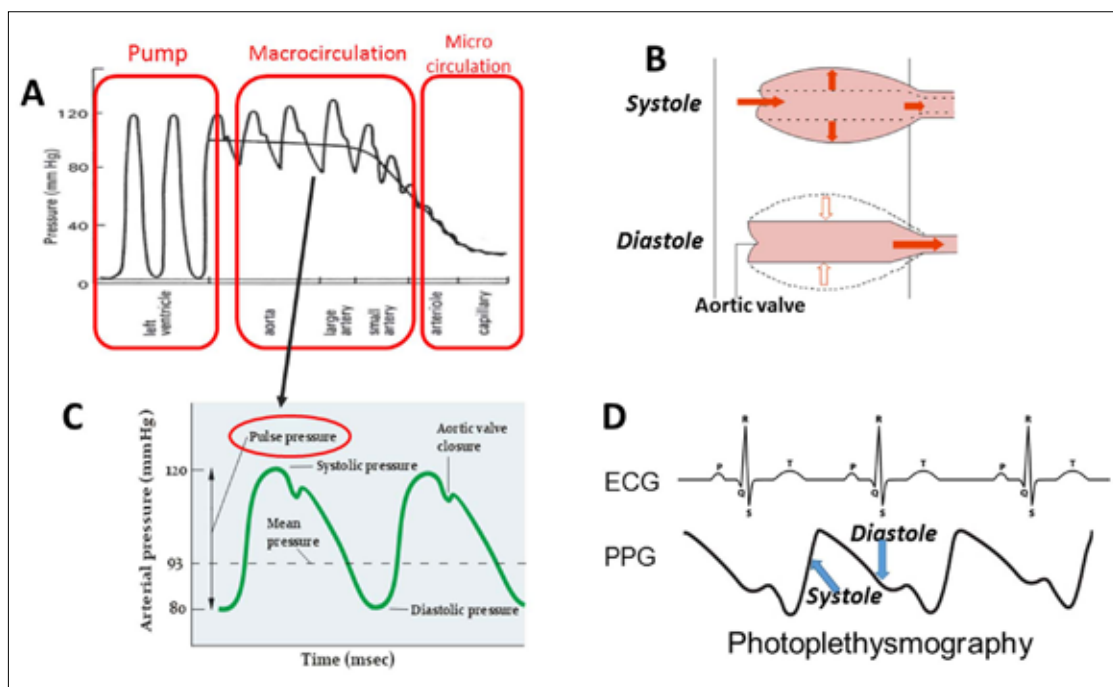 Pump
Macrocirculation
Micro
circulation
A
Pressure (mm Hg)
120
80
40
0
left
ventricle
aorta
large
artery
small
artery
arteriole
capillary
B
Systole
Diastole
Aortic valve
C
Arterial pressure (mmHg)
120
93
80
Pulse pressure
Systolic pressure
Aortic valve
closure
Mean
pressure
Diastolic pressure
Time (msec)
D
ECG
R
P
Q
S
T
R
P
Q
S
T
R
P
Q
S
T
PPG
Diastole
Systole
Photoplethysmography